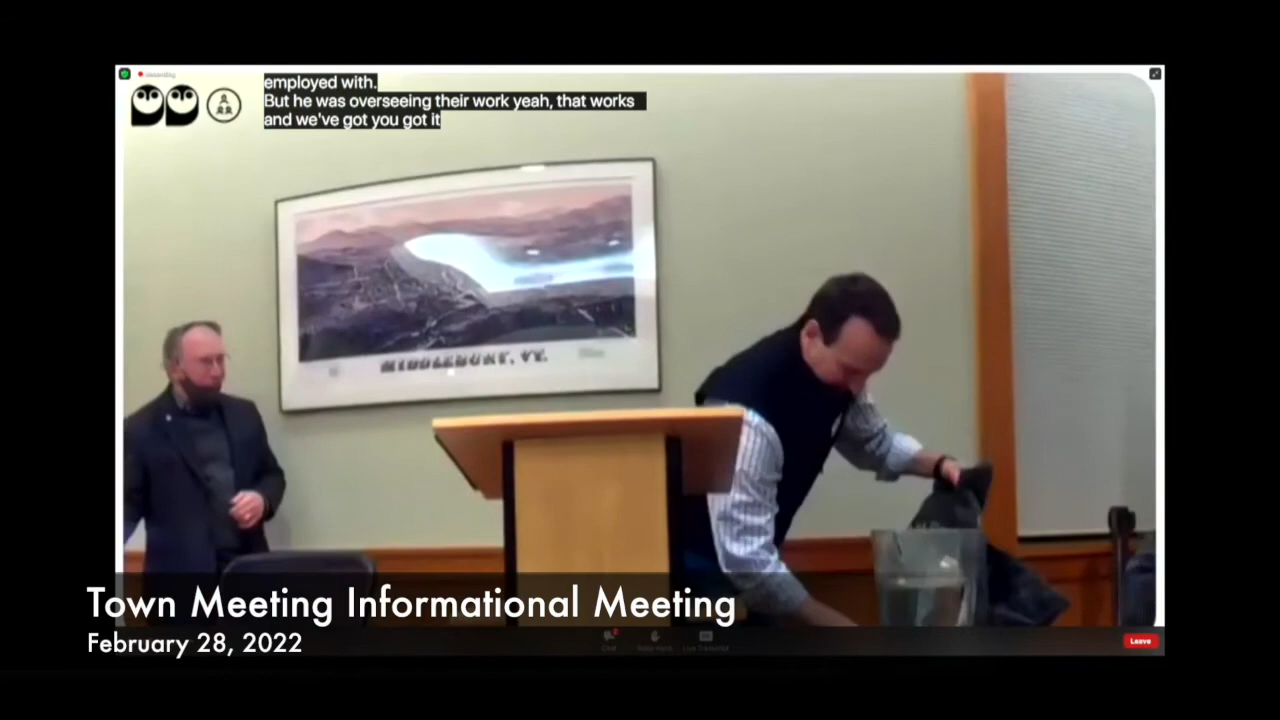 employed with.
But he was overseeing their work yeah, that works
and we've got you got it
MIDDLEBURY, VT.
Town Meeting Informational Meeting
February 28, 2022
Leave